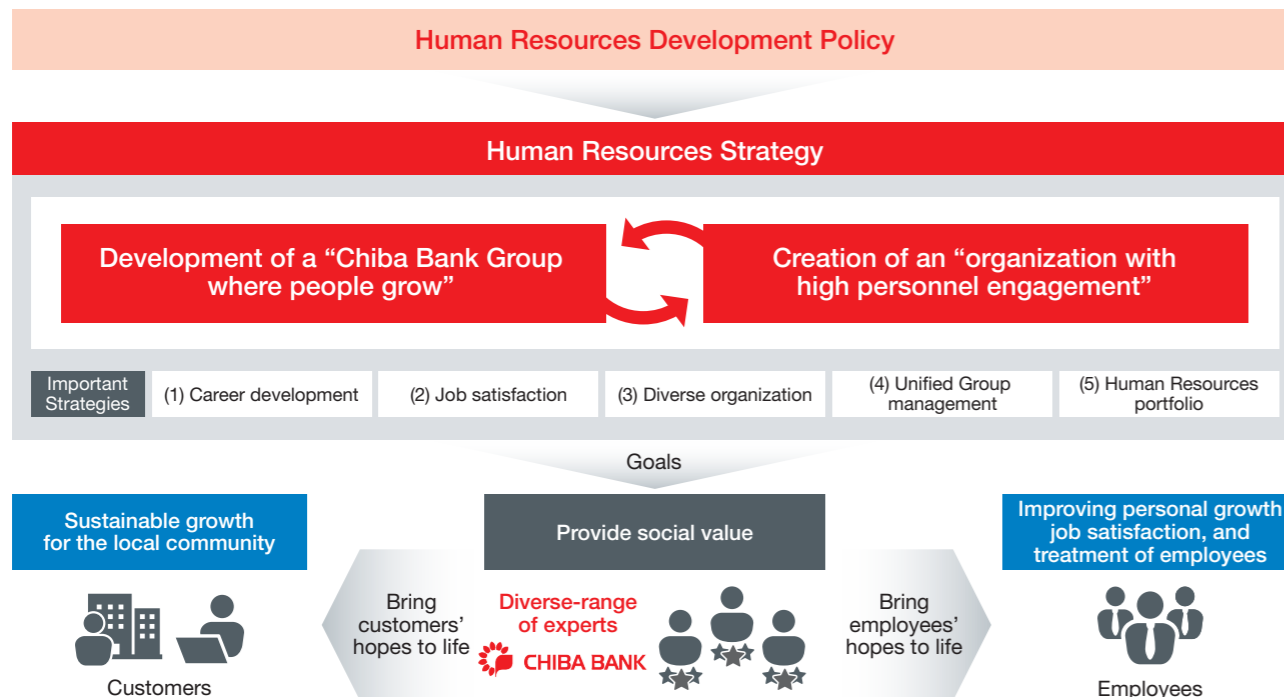 Human Resources Development Policy
Human Resources Strategy
Development of a “Chiba Bank Group
where people grow”
Creation of an “organization with
high personnel engagement”
Important
Strategies
(1) Career development
(2) Job satisfaction
(3) Diverse organization
(4) Unified Group
management
(5) Human Resources
portfolio
Goals
Sustainable growth
for the local community
Provide social value
Improving personal growth,
job satisfaction, and
treatment of employees
Customers
Bring
customers’
hopes to life
Diverse-range
of experts
CHIBA BANK
Bring
employees’
hopes to life
Employees